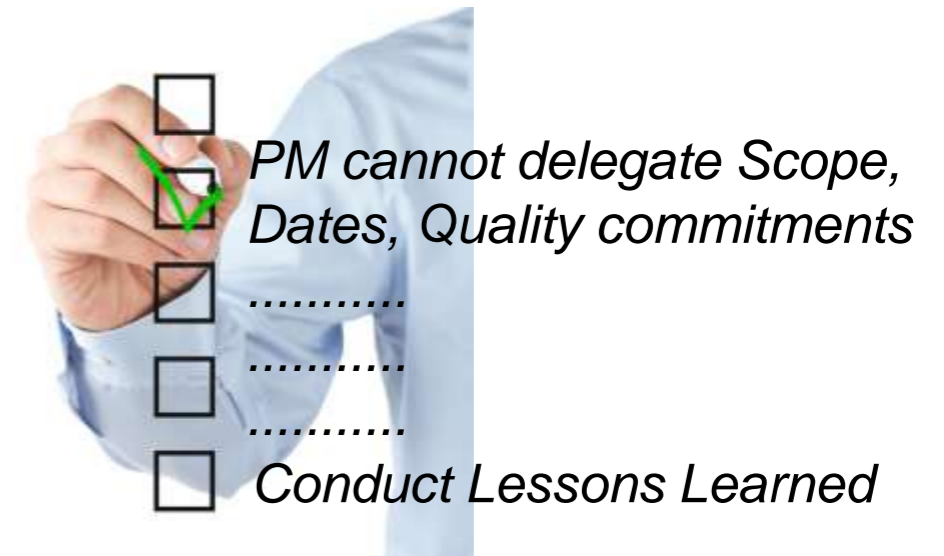 PM cannot delegate Scope,
Dates, Quality commitments
...........
...........
...........
Conduct Lessons Learned